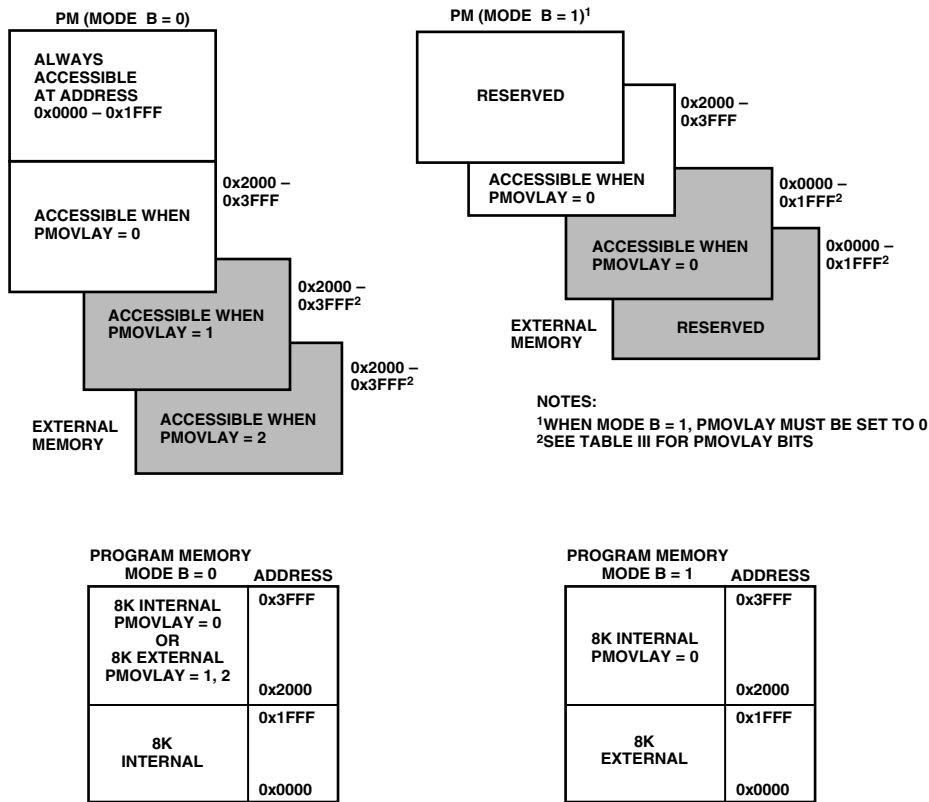 PM (MODE B = 0)
ALWAYS
ACCESSIBLE
AT ADDRESS
0x0000 – 0x1FFF
0x2000 –
0x3FFF
ACCESSIBLE WHEN
PMOVLAY = 0
0x2000 –
0x3FFF²
ACCESSIBLE WHEN
PMOVLAY = 1
0x2000 –
0x3FFF²
EXTERNAL
MEMORY
ACCESSIBLE WHEN
PMOVLAY = 2
PM (MODE B = 1)¹
RESERVED
0x2000 –
0x3FFF
ACCESSIBLE WHEN
PMOVLAY = 0
0x0000 –
0x1FFF²
ACCESSIBLE WHEN
PMOVLAY = 0
0x0000 –
0x1FFF²
EXTERNAL
MEMORY
RESERVED
NOTES:
¹WHEN MODE B = 1, PMOVLAY MUST BE SET TO 0
²SEE TABLE III FOR PMOVLAY BITS
PROGRAM MEMORY
MODE B = 0 ADDRESS
8K INTERNAL
PMOVLAY = 0
OR
8K EXTERNAL
PMOVLAY = 1, 2
0x3FFF
0x2000
8K
INTERNAL
0x1FFF
0x0000
PROGRAM MEMORY
MODE B = 1 ADDRESS
8K INTERNAL
PMOVLAY = 0
0x3FFF
0x2000
8K
EXTERNAL
0x1FFF
0x0000